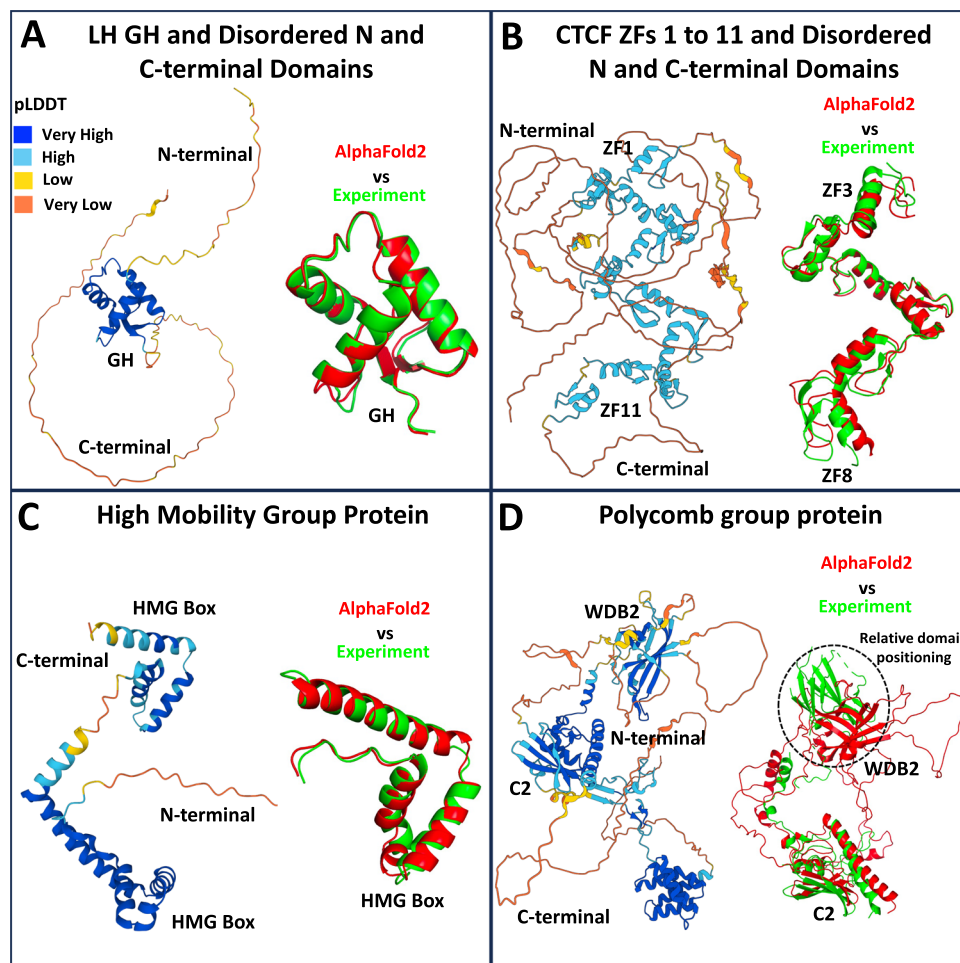 A
LH GH and Disordered N and
C-terminal Domains
pLDDT
Very High
High
Low
Very Low
N-terminal
GH
C-terminal
AlphaFold2
vs
Experiment
GH
B
CTCF ZFs 1 to 11 and Disordered
N and C-terminal Domains
N-terminal
ZF1
ZF11
C-terminal
AlphaFold2
vs
Experiment
ZF3
ZF8
C
High Mobility Group Protein
HMG Box
C-terminal
N-terminal
HMG Box
AlphaFold2
vs
Experiment
HMG Box
D
Polycomb group protein
WDB2
N-terminal
C2
C-terminal
AlphaFold2
vs
Experiment
Relative domain
positioning
WDB2
C2